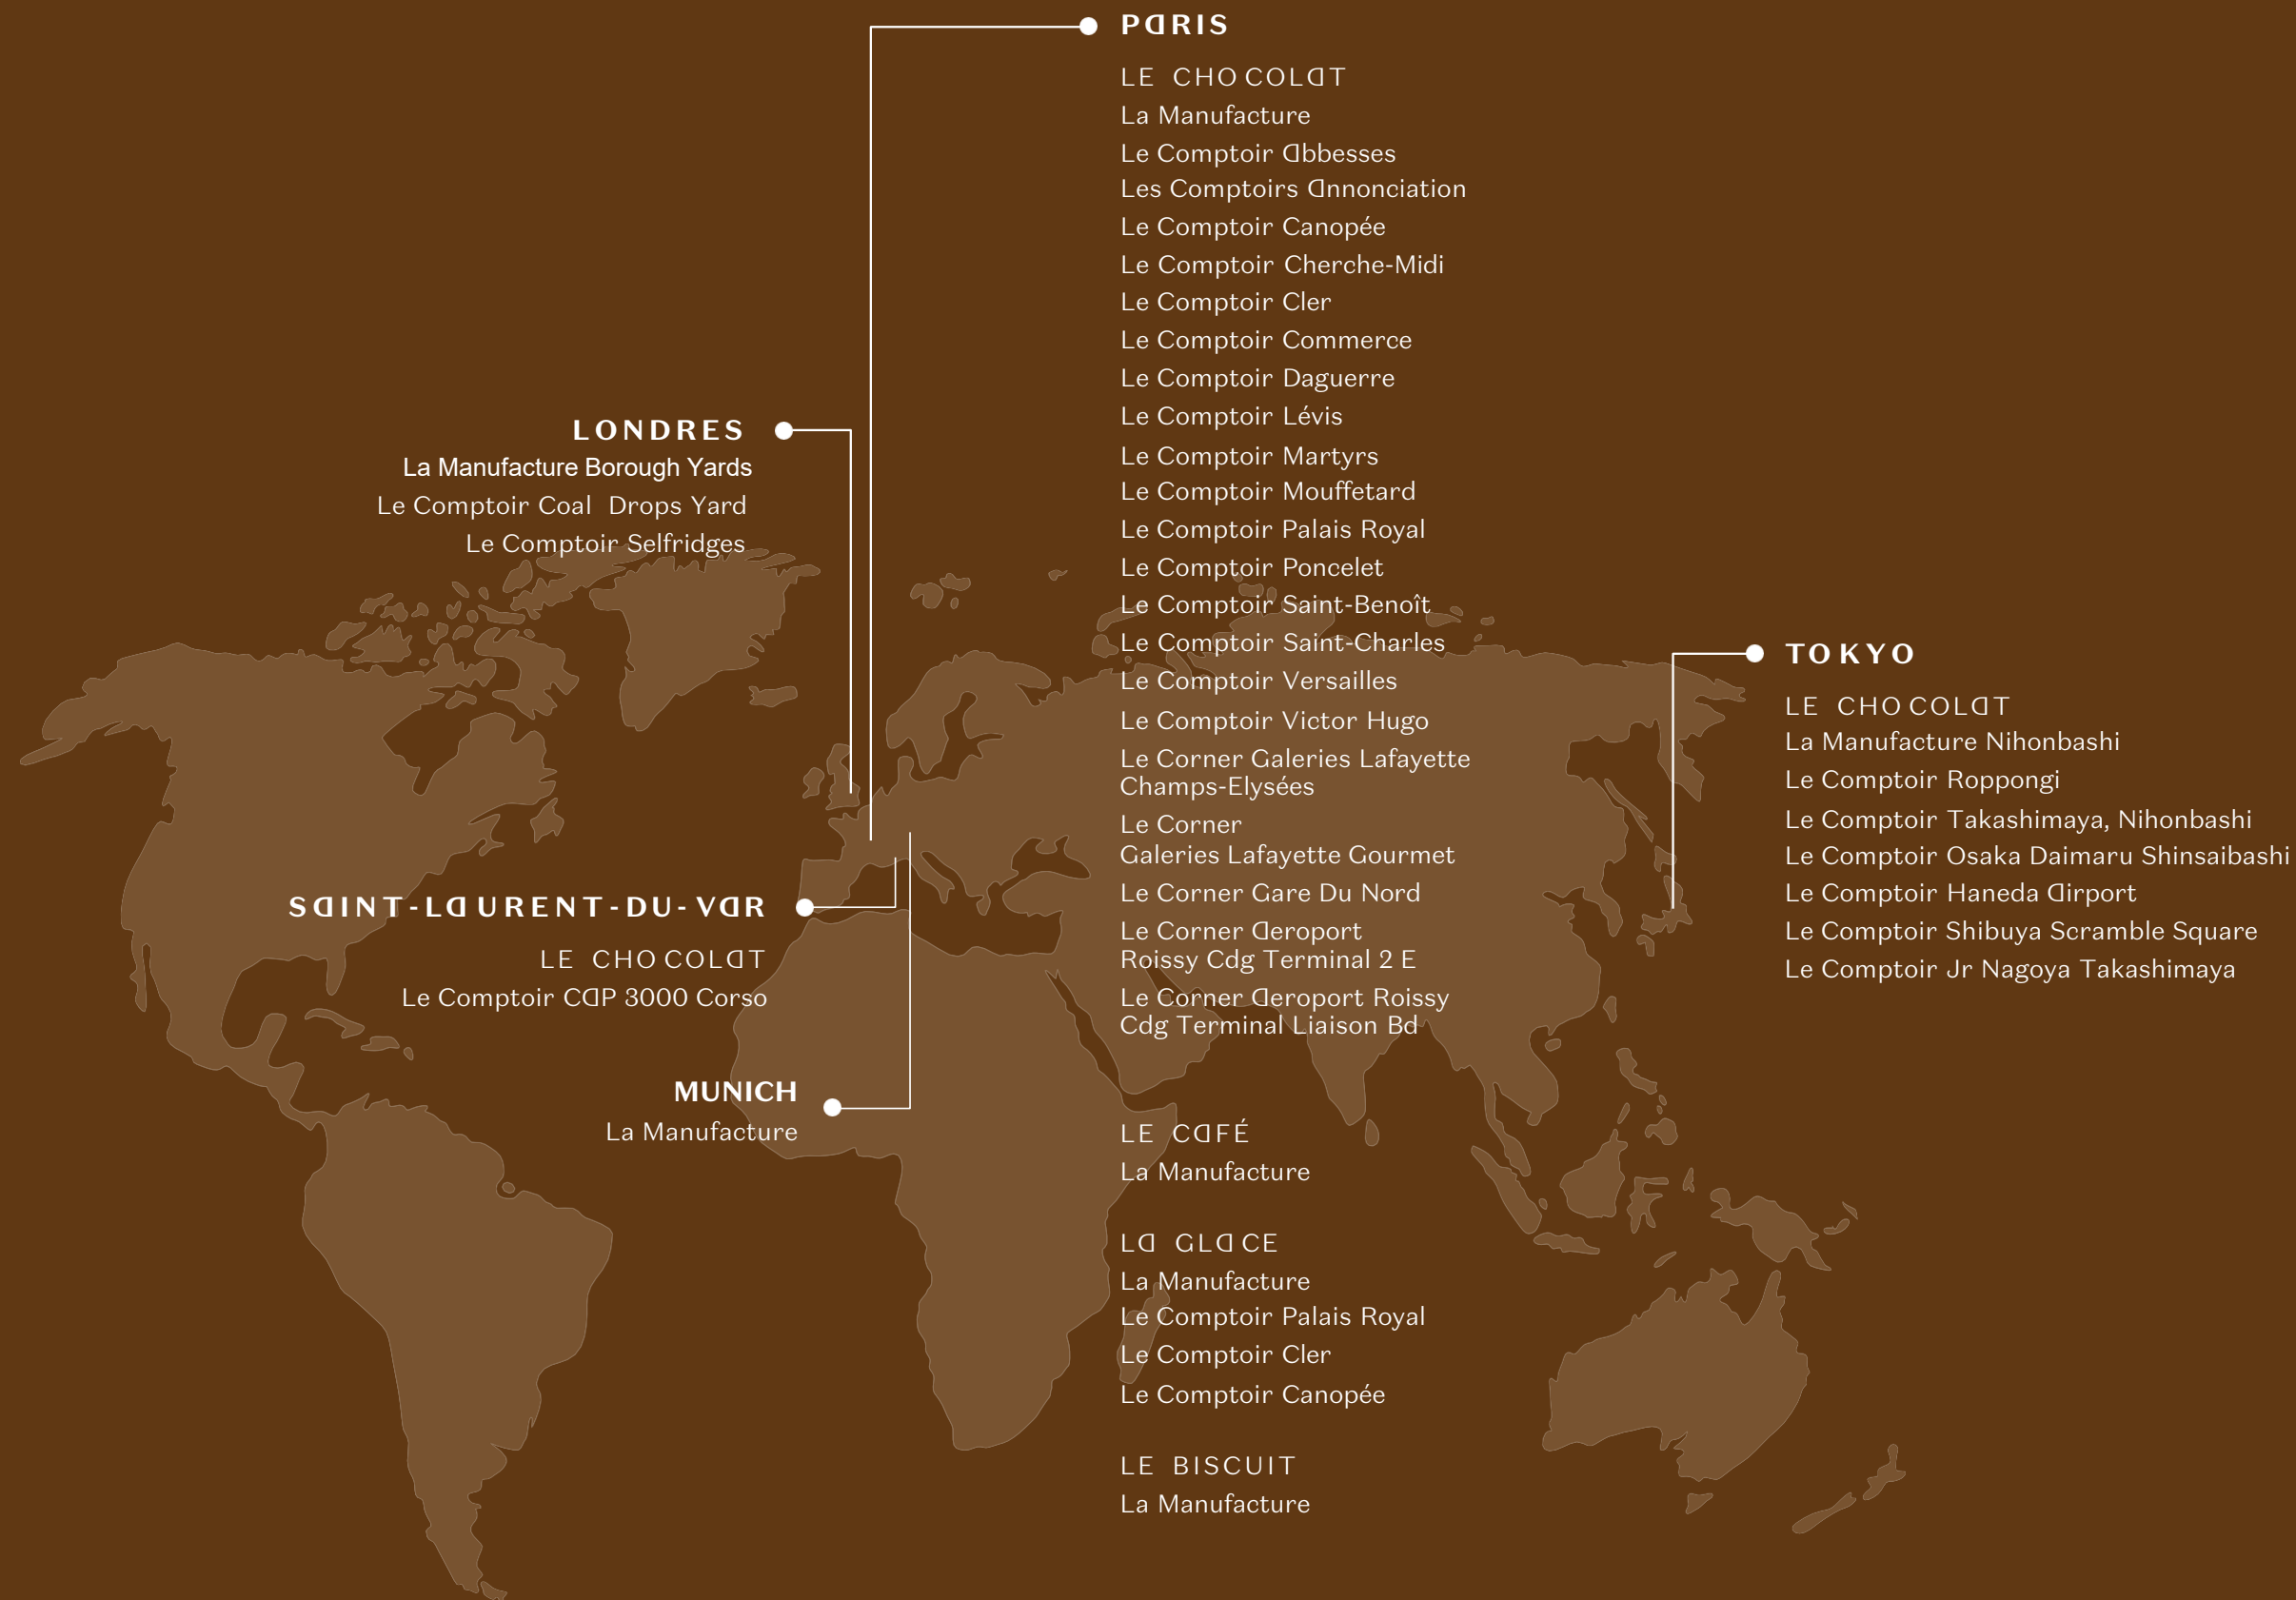 PARIS
LE CHOCOLAT
La Manufacture
Le Comptoir Abbesses
Les Comptoirs Annonciation
Le Comptoir Canopée
Le Comptoir Cherche-Midi
Le Comptoir Cler
Le Comptoir Commerce
Le Comptoir Daguerre
Le Comptoir Lévis
Le Comptoir Martyrs
Le Comptoir Mouffetard
Le Comptoir Palais Royal
Le Comptoir Poncelet
Le Comptoir Saint-Benoît
Le Comptoir Saint-Charles
Le Comptoir Versailles
Le Comptoir Victor Hugo
Le Corner Galeries Lafayette
Champs-Elysées
Le Corner
Galeries Lafayette Gourmet
Le Corner Gare Du Nord
Le Corner Aeroport
Roissy Cdg Terminal 2 E
Le Corner Aeroport Roissy
Cdg Terminal Liaison Bd
LE CAFÉ
La Manufacture
LA GLACE
La Manufacture
Le Comptoir Palais Royal
Le Comptoir Cler
Le Comptoir Canopée
LE BISCUIT
La Manufacture
LONDRES
La Manufacture Borough Yards
Le Comptoir Coal Drops Yard
Le Comptoir Selfridges
SAINT-LAURENT-DU-VAR
LE CHOCOLAT
Le Comptoir CAP 3000 Corso
MUNICH
La Manufacture
TOKYO
LE CHOCOLAT
La Manufacture Nihonbashi
Le Comptoir Roppongi
Le Comptoir Takashimaya, Nihonbashi
Le Comptoir Osaka Daimaru Shinsaibashi
Le Comptoir Haneda Airport
Le Comptoir Shibuya Scramble Square
Le Comptoir Jr Nagoya Takashimaya